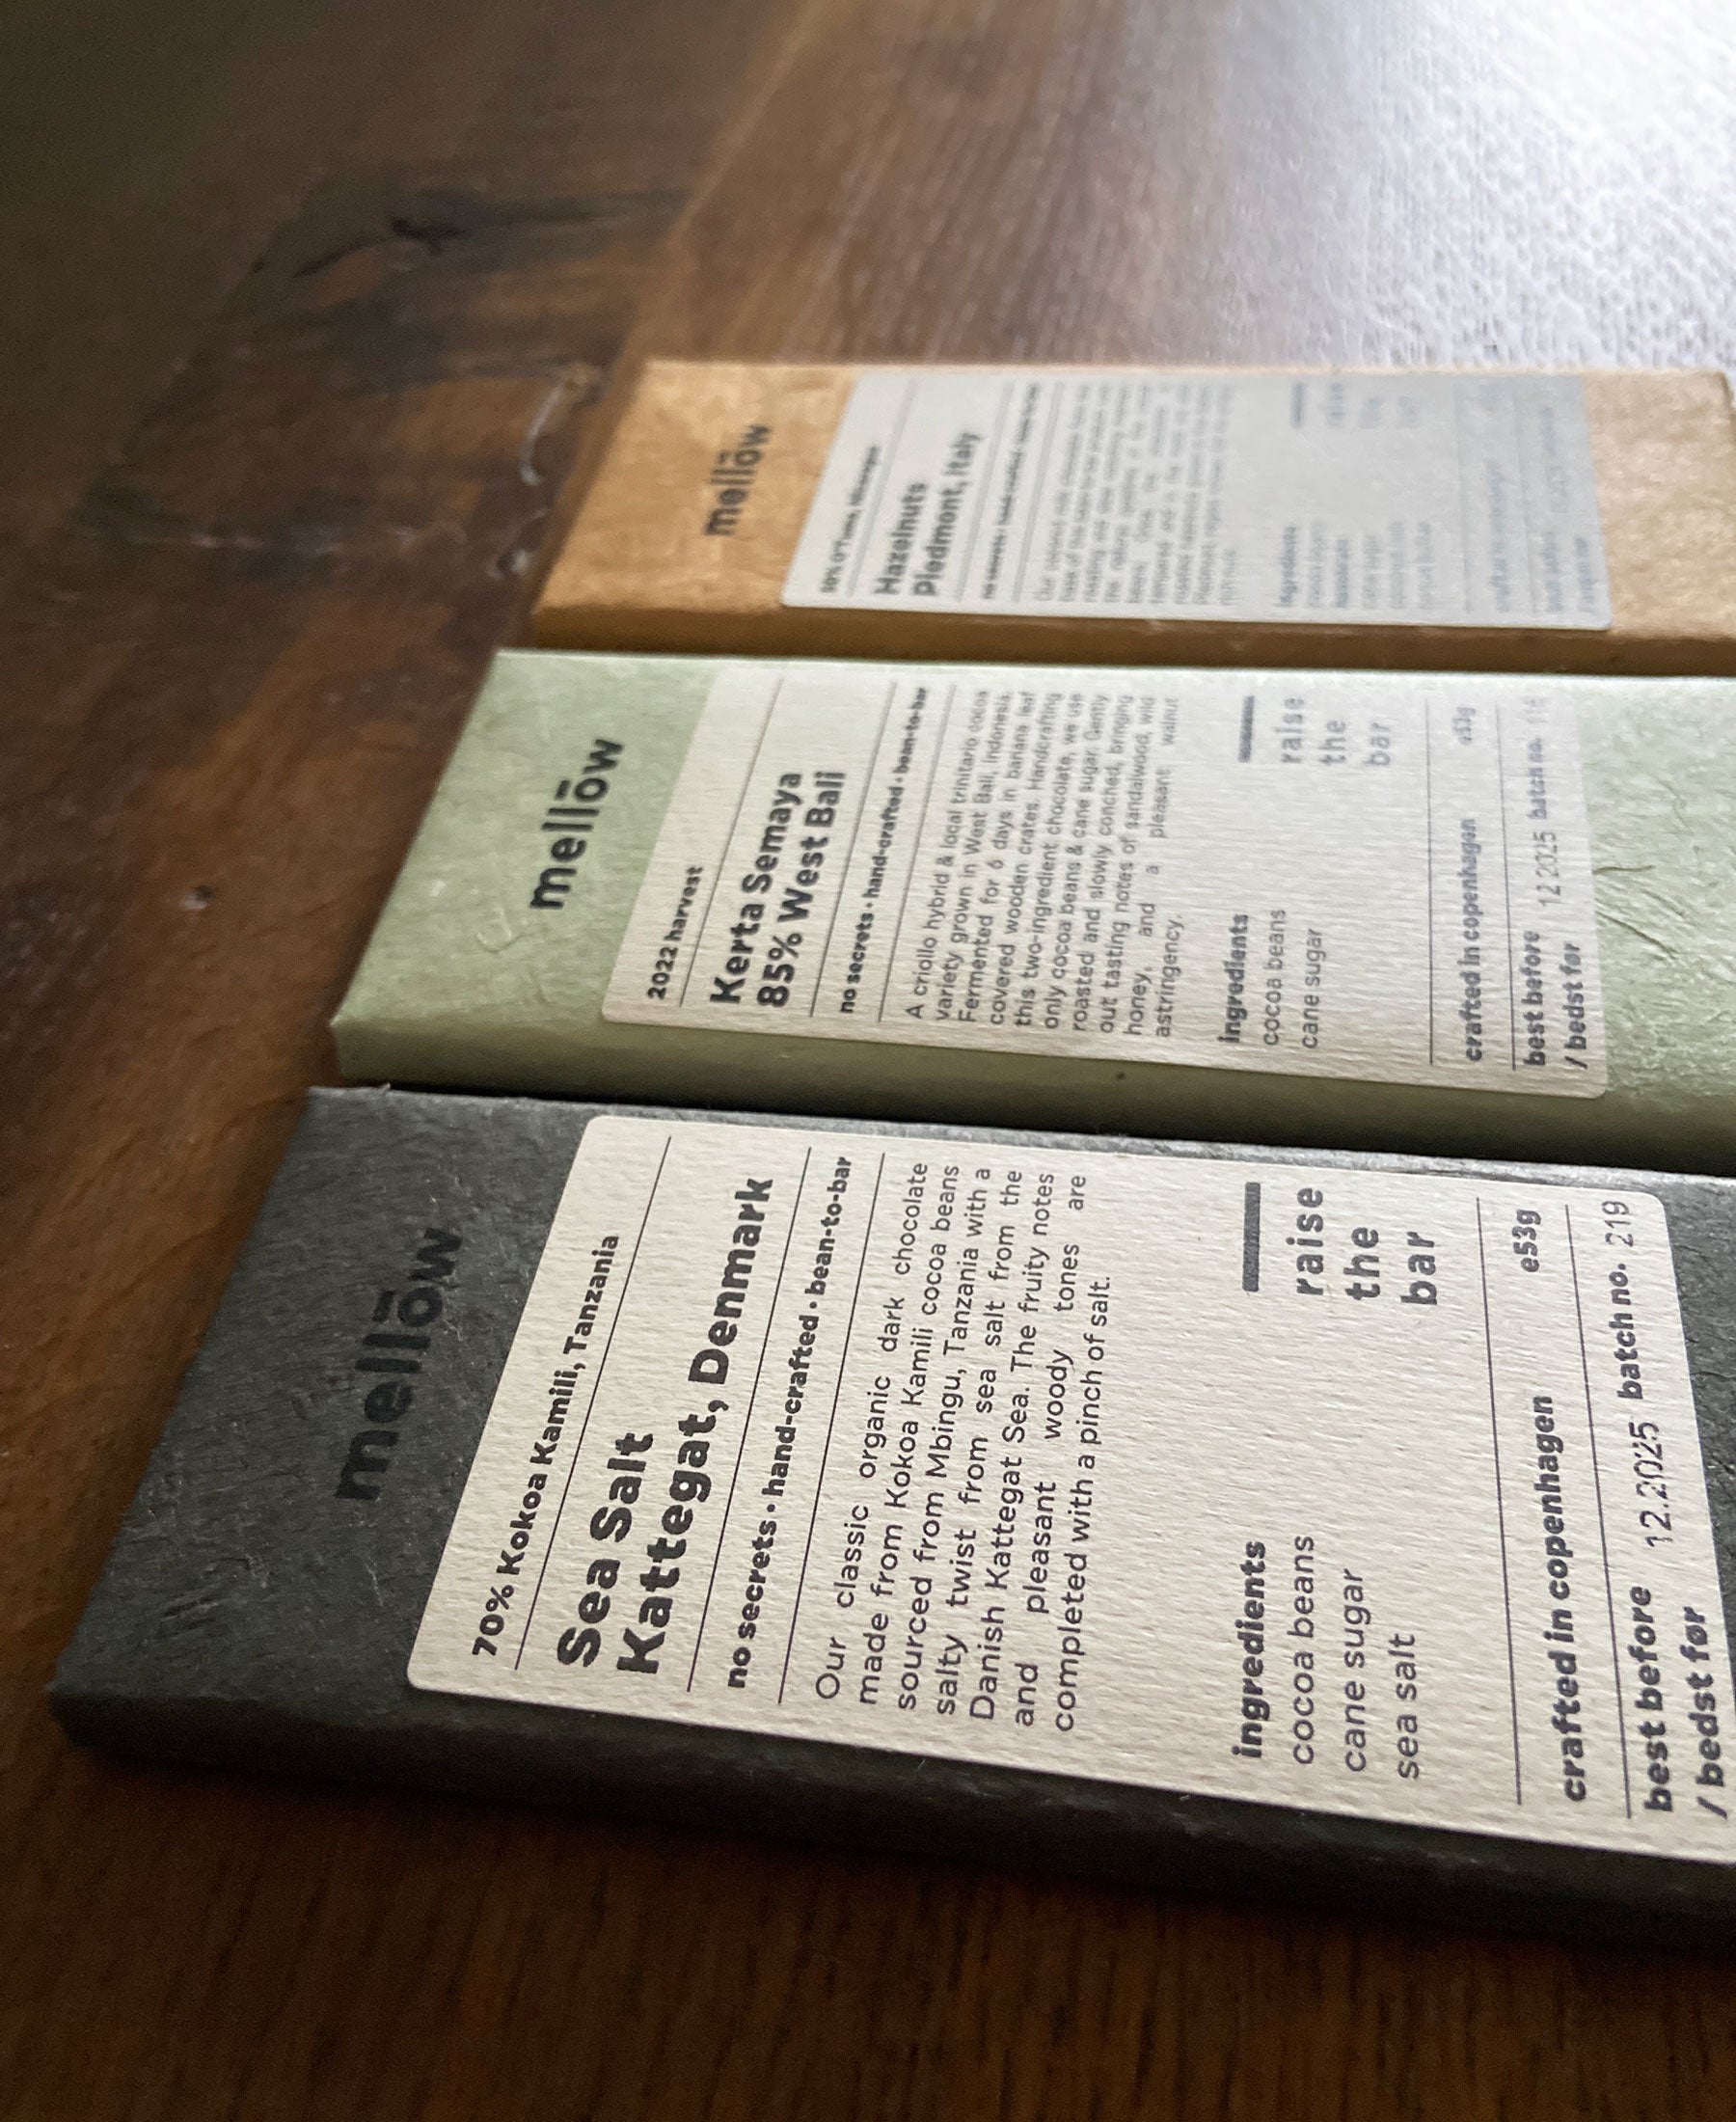 mellōw
70% Kokoa Kamili, Tanzania
Sea Salt
Kattegat, Denmark
no secrets • hand-crafted • bean-to-bar
Our classic organic dark chocolate
made from Kokoa Kamili cocoa beans
sourced from Mbingu, Tanzania with a
salty twist from sea salt from the
Danish Kattegat Sea. The fruity notes
and pleasant woody tones are
completed with a pinch of salt.
ingredients
cocoa beans
cane sugar
sea salt
raise
the
bar
crafted in copenhagen e53g
best before 12.2025 batch no. 219
/ bedst før
mellōw
2022 harvest
Kerta Semaya
85% West Bali
no secrets • hand-crafted • bean-to-bar
A criollo hybrid & local trinitario cocoa
variety grown in West Bali, Indonesia.
Fermented for 6 days in banana leaf
covered wooden crates. Handcrafting
this two-ingredient chocolate, we use
only cocoa beans & cane sugar. Gently
roasted and slowly conched, bringing
out tasting notes of sandalwood, wild
honey, and a pleasant walnut
astringency.
ingredients
cocoa beans
cane sugar
raise
the
bar
crafted in copenhagen e53g
best before 12 2025 batch no.
/ bedst før
mellōw
Hazelnuts
Piedmont, Italy
ingredients